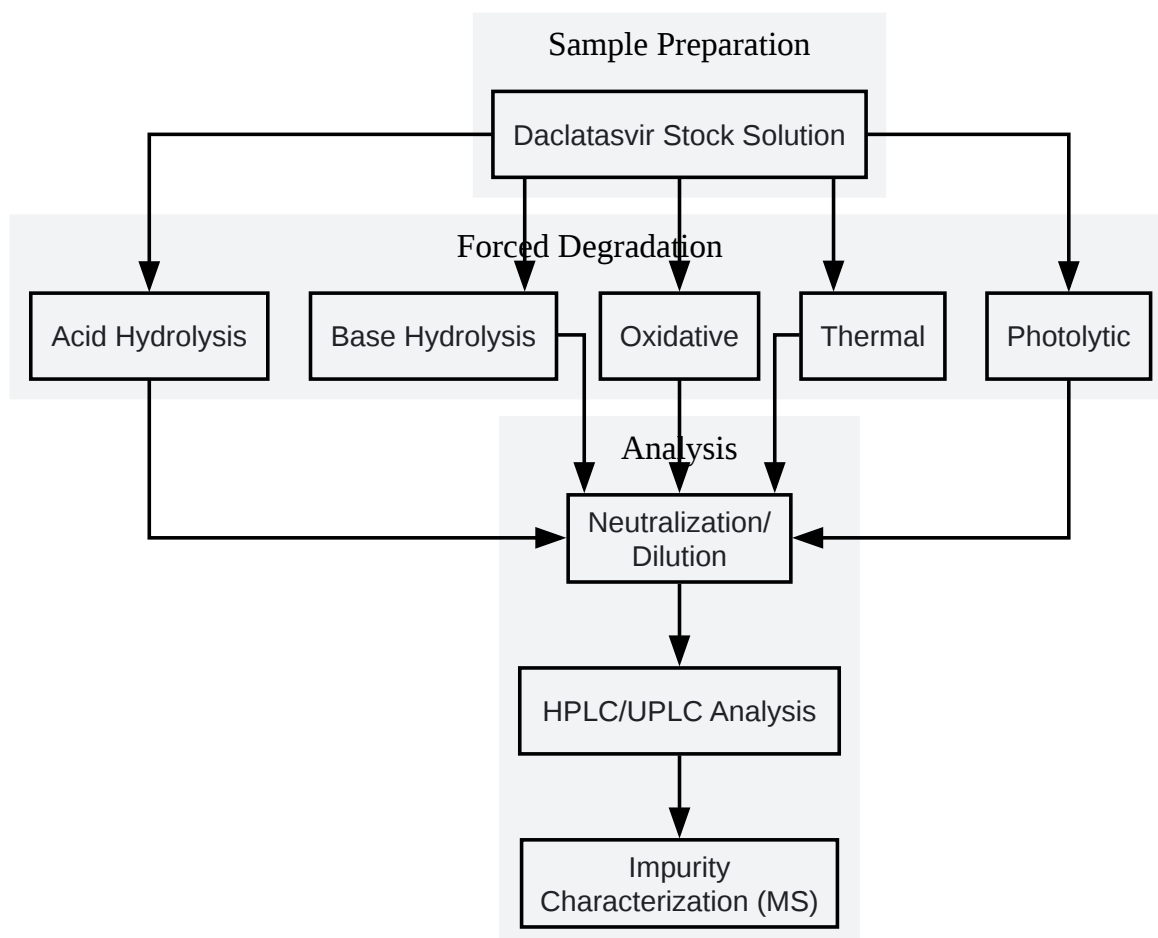 Sample Preparation
Daclatasvir Stock Solution
Forced Degradation
Acid Hydrolysis
Base Hydrolysis
Oxidative
Thermal
Photolytic
Analysis
Neutralization/
Dilution
HPLC/UPLC Analysis
Impurity
Characterization (MS)